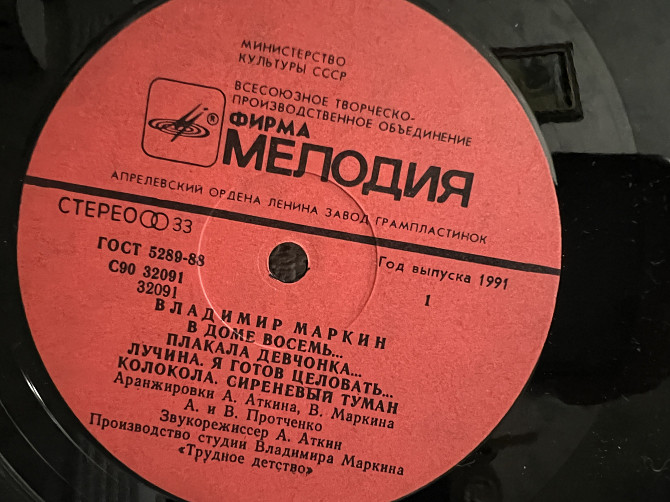 МИНИСТЕРСТВО
КУЛЬТУРЫ СССР
ВСЕСОЮЗНОЕ ТВОРЧЕСКО-
ПРОИЗВОДСТВЕННОЕ ОБЪЕДИНЕНИЕ
®
ФИРМА
МЕЛОДИЯ
АПРЕЛЕВСКИЙ ОРДЕНА ЛЕНИНА ЗАВОД ГРАМПЛАСТИНОК
СТЕРЕО 33
ГОСТ 5289-88
Год выпуска 1991
С90 32091
32091
1
ВЛАДИМИР МАРКИН
В ДОМЕ ВОСЕМЬ...
ПЛАКАЛА ДЕВЧОНКА...
ЛУЧИНА. Я ГОТОВ ЦЕЛОВАТЬ...
КОЛОКОЛА. СИРЕНЕВЫЙ ТУМАН
Аранжировки А. Аткина, В. Маркина
А. и В. Протченко
Звукорежиссер А. Аткин
Производство студии Владимира Маркина
«Трудное детство»